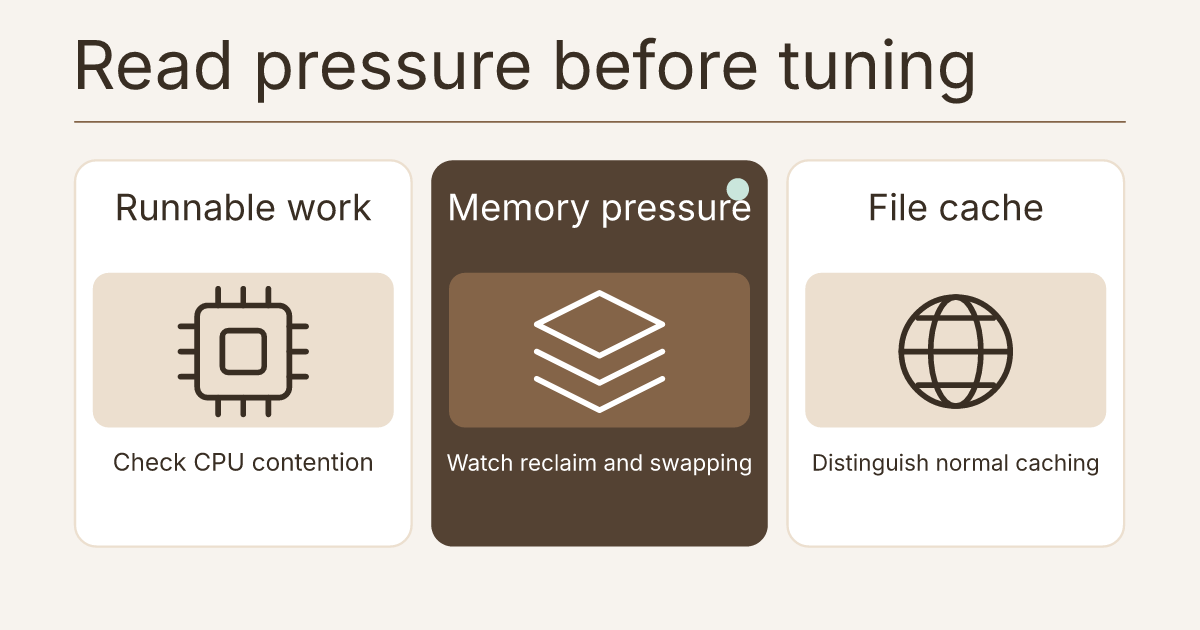 Read pressure before tuning
Runnable work
Memory pressure
File cache
Check CPU contention
Watch reclaim and swapping
Distinguish normal caching